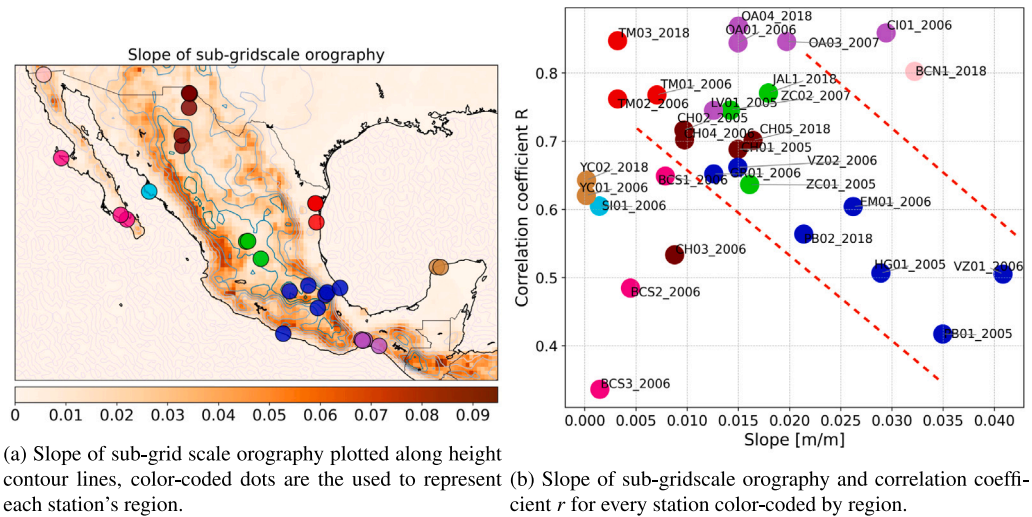 Slope of sub-gridscale orography
0 0.01 0.02 0.03 0.04 0.05 0.06 0.07 0.08 0.09
(a) Slope of sub-grid scale orography plotted along height
contour lines, color-coded dots are the used to represent
each station's region.
Correlation coefficient R
0.8
0.7
0.6
0.5
0.4
OA04_2018
CI01_2006
TM03_2018
OA01_2006
OA03_2007
BCN1_2018
TM01_2006
JAL1_2018
TM02_2006
LV01_2005
ZC02_2007
CH02_2005
CH04_2006
CH05_2018
CH01_2005
VZ02_2006
YC02_2018
BCS1_2006
YC01_2006
ZC01_2005
SI01_2006
EM01_2006
PB02_2018
CH03_2006
HG01_2005
VZ01_2006
BCS2_2006
PB01_2005
BCS3_2006
0.000 0.005 0.010 0.015 0.020 0.025 0.030 0.035 0.040
Slope [m/m]
(b) Slope of sub-gridscale orography and correlation coeffi-
cient r for every station color-coded by region.